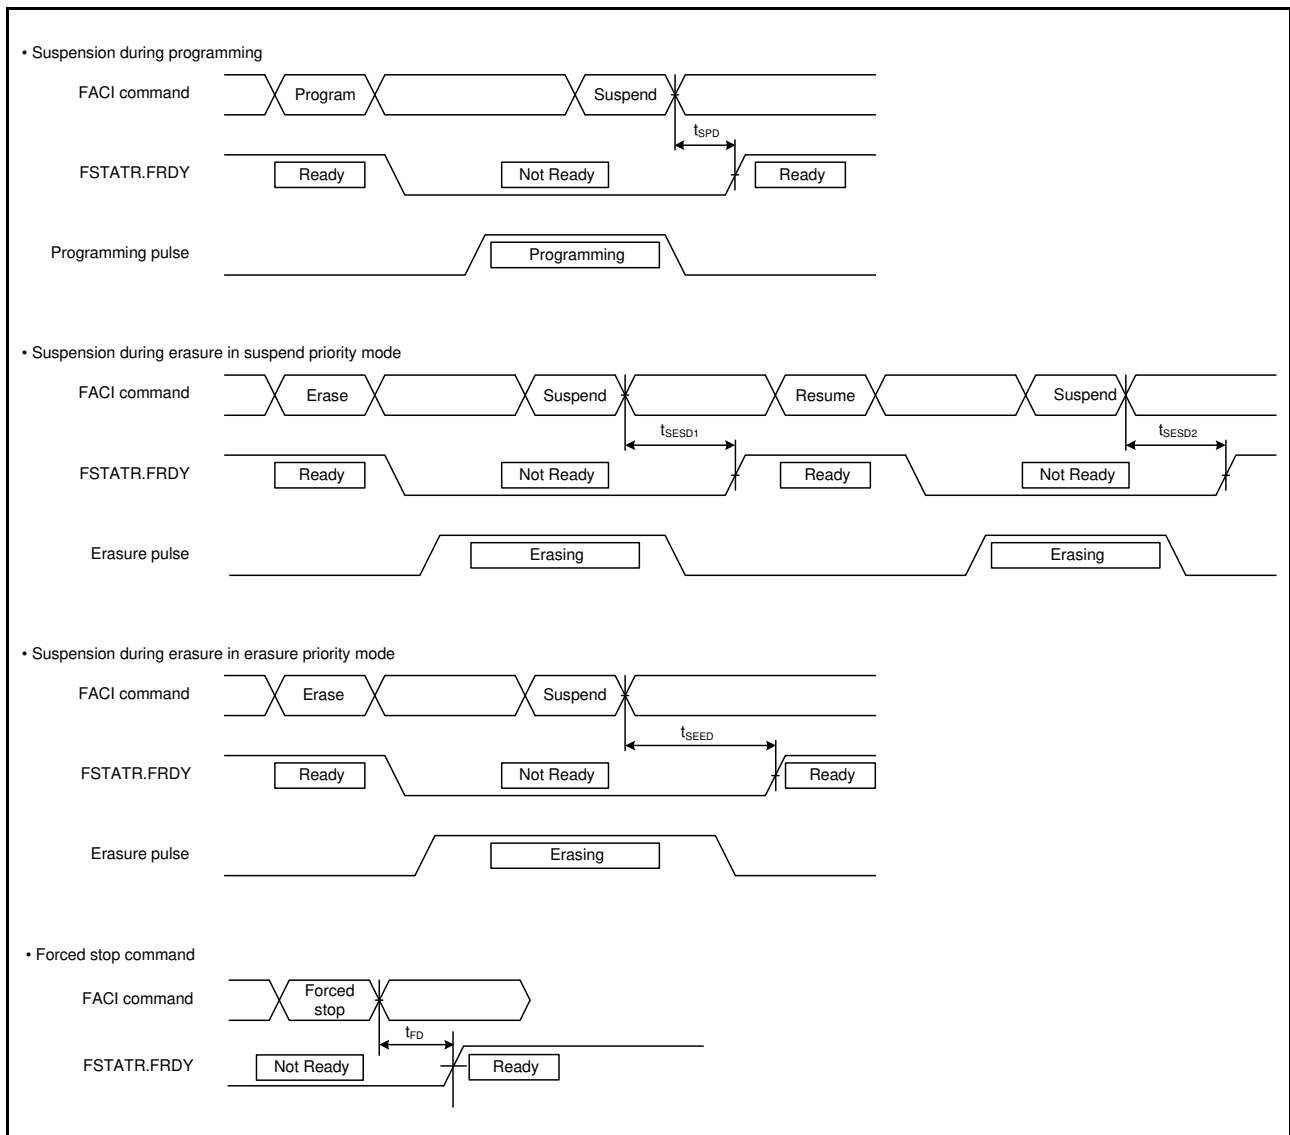 • Suspension during programming
FACI command
Program
Suspend
tSPD
FSTATR.FRDY
Ready
Not Ready
Ready
Programming pulse
Programming
• Suspension during erasure in suspend priority mode
FACI command
Erase
Suspend
Resume
Suspend
tSESD1
tSESD2
FSTATR.FRDY
Ready
Not Ready
Ready
Not Ready
Erasure pulse
Erasing
Erasing
• Suspension during erasure in erasure priority mode
FACI command
Erase
Suspend
tSEED
FSTATR.FRDY
Ready
Not Ready
Ready
Erasure pulse
Erasing
• Forced stop command
FACI command
Forced
stop
tFD
FSTATR.FRDY
Not Ready
Ready